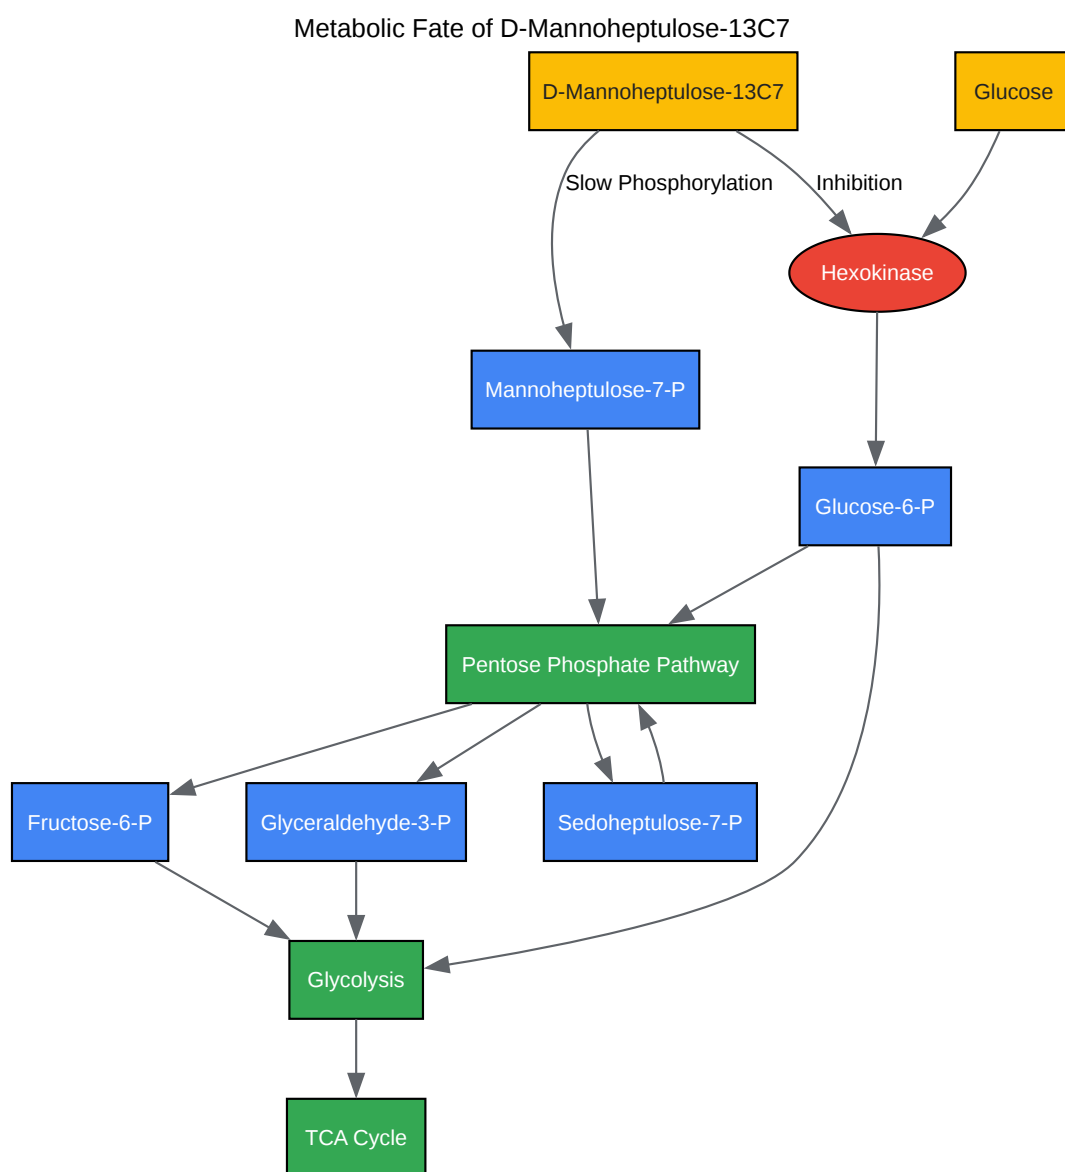 Metabolic Fate of D-Mannoheptulose-13C7
D-Mannoheptulose-13C7
Glucose
Slow Phosphorylation
Inhibition
Hexokinase
Mannoheptulose-7-P
Glucose-6-P
Pentose Phosphate Pathway
Fructose-6-P
Glyceraldehyde-3-P
Sedoheptulose-7-P
Glycolysis
TCA Cycle